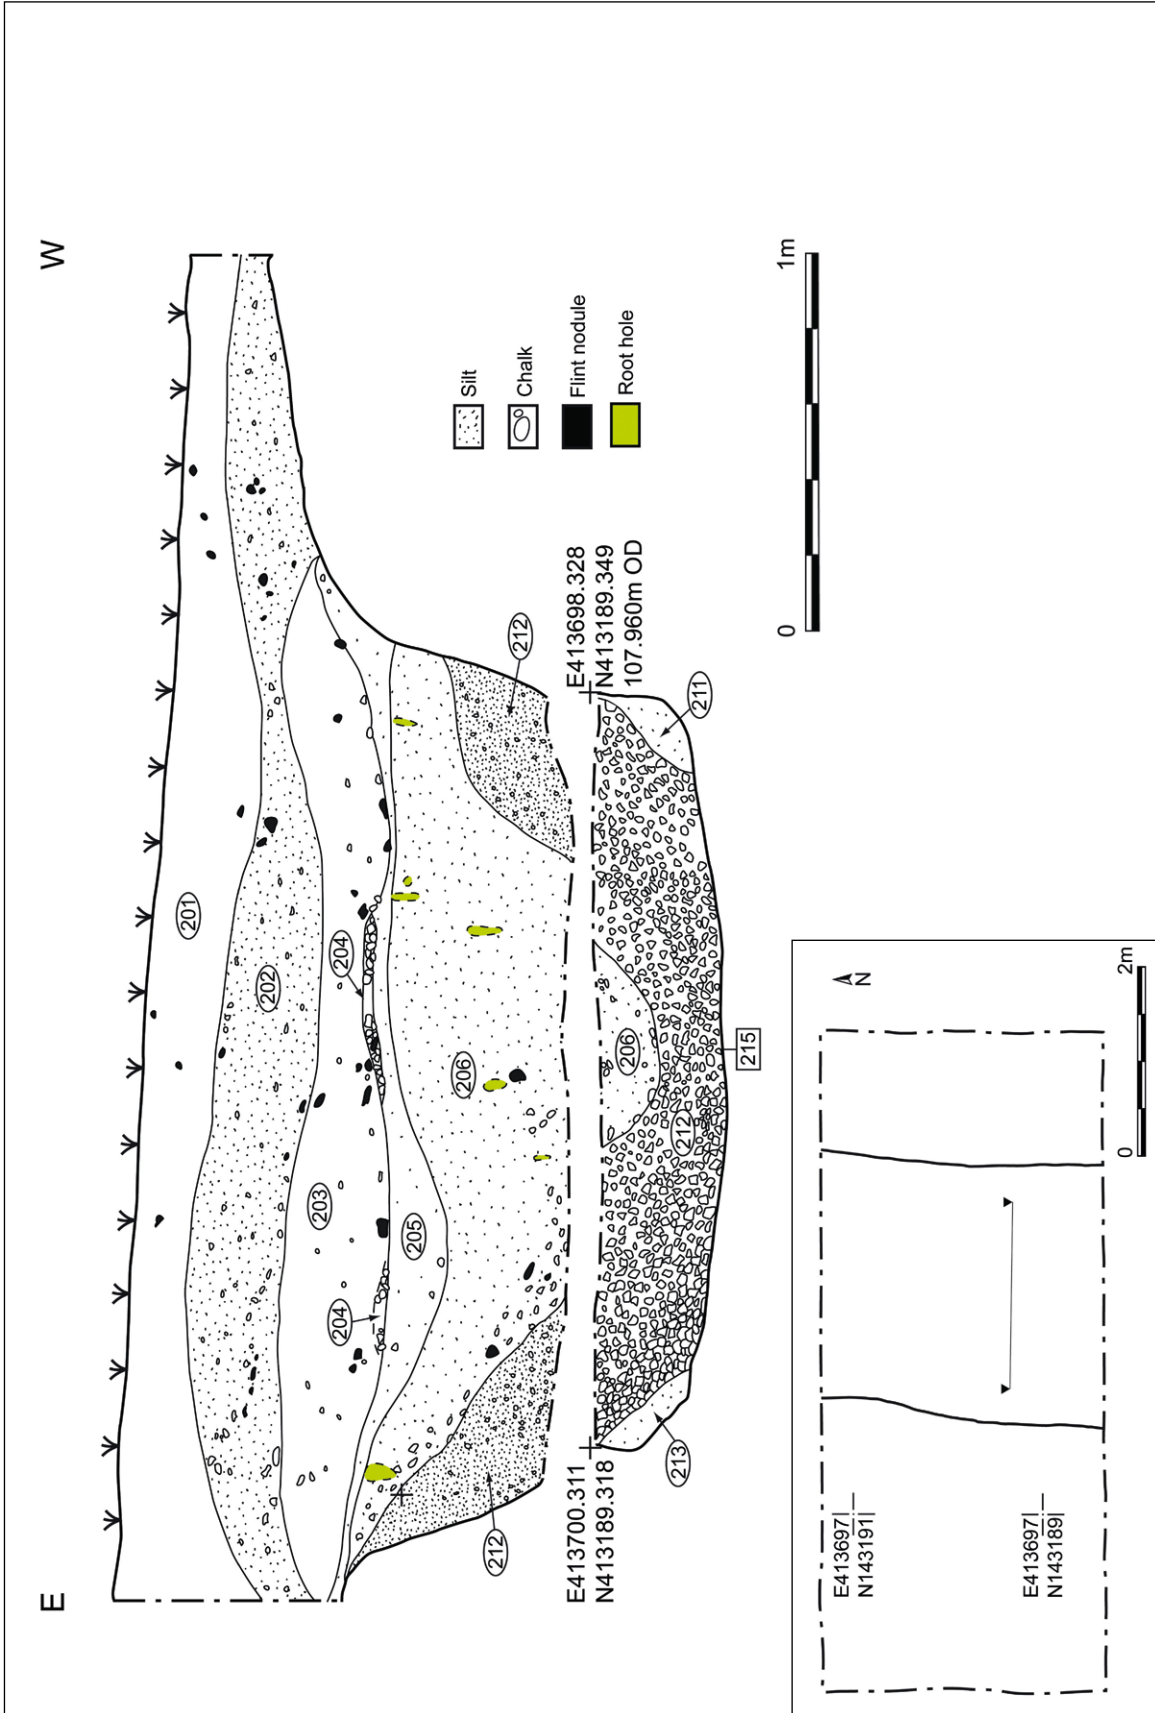 E
W
201
202
203
204
204
205
206
212
212
Silt
Chalk
Flint nodule
Root hole
E413700.311
N413189.318
E413698.328
N413189.349
107.960m OD
213
206
212
211
215
0
1m
E413697
N143191
E413697
N143189
N
0
2m